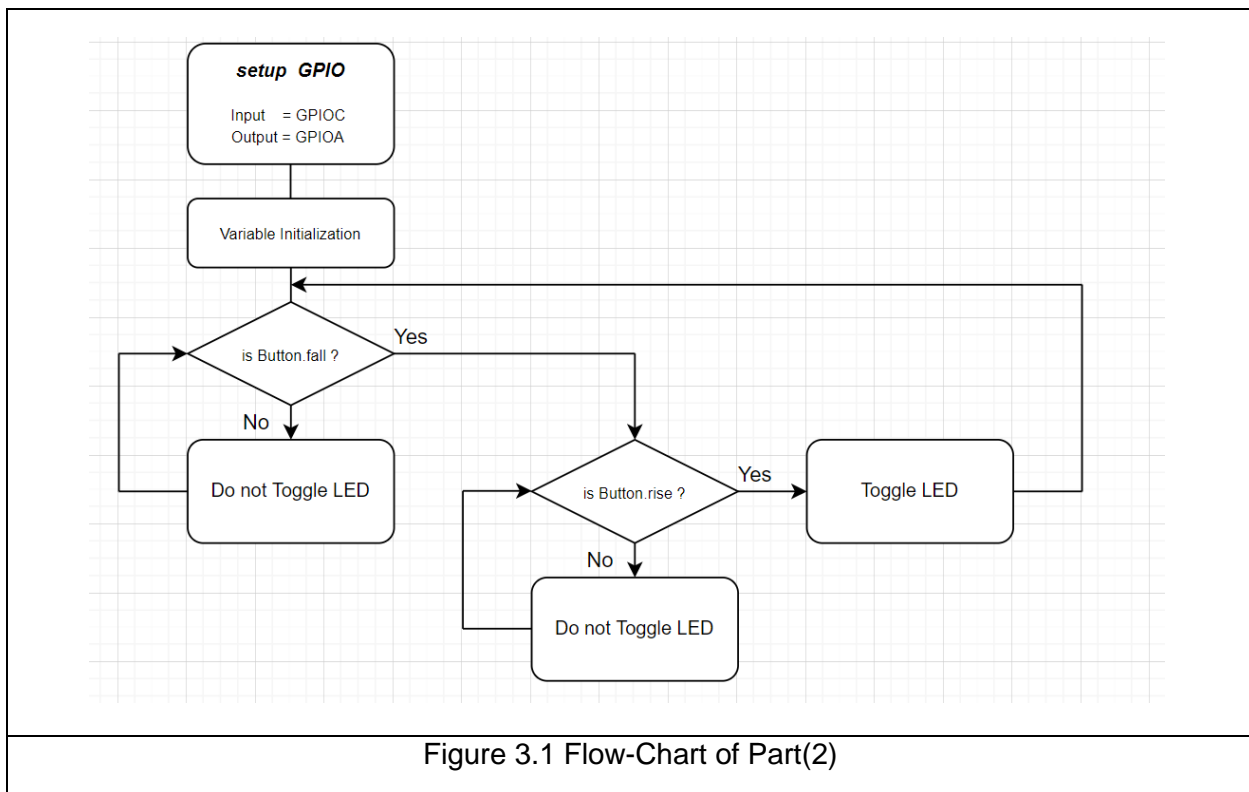 setup GPIO
Input = GPIOC
Output = GPIOA
Variable Initialization
is Button.fall ?
Yes
No
Do not Toggle LED
is Button.rise ?
Yes
Toggle LED
No
Do not Toggle LED
Figure 3.1 Flow-Chart of Part(2)